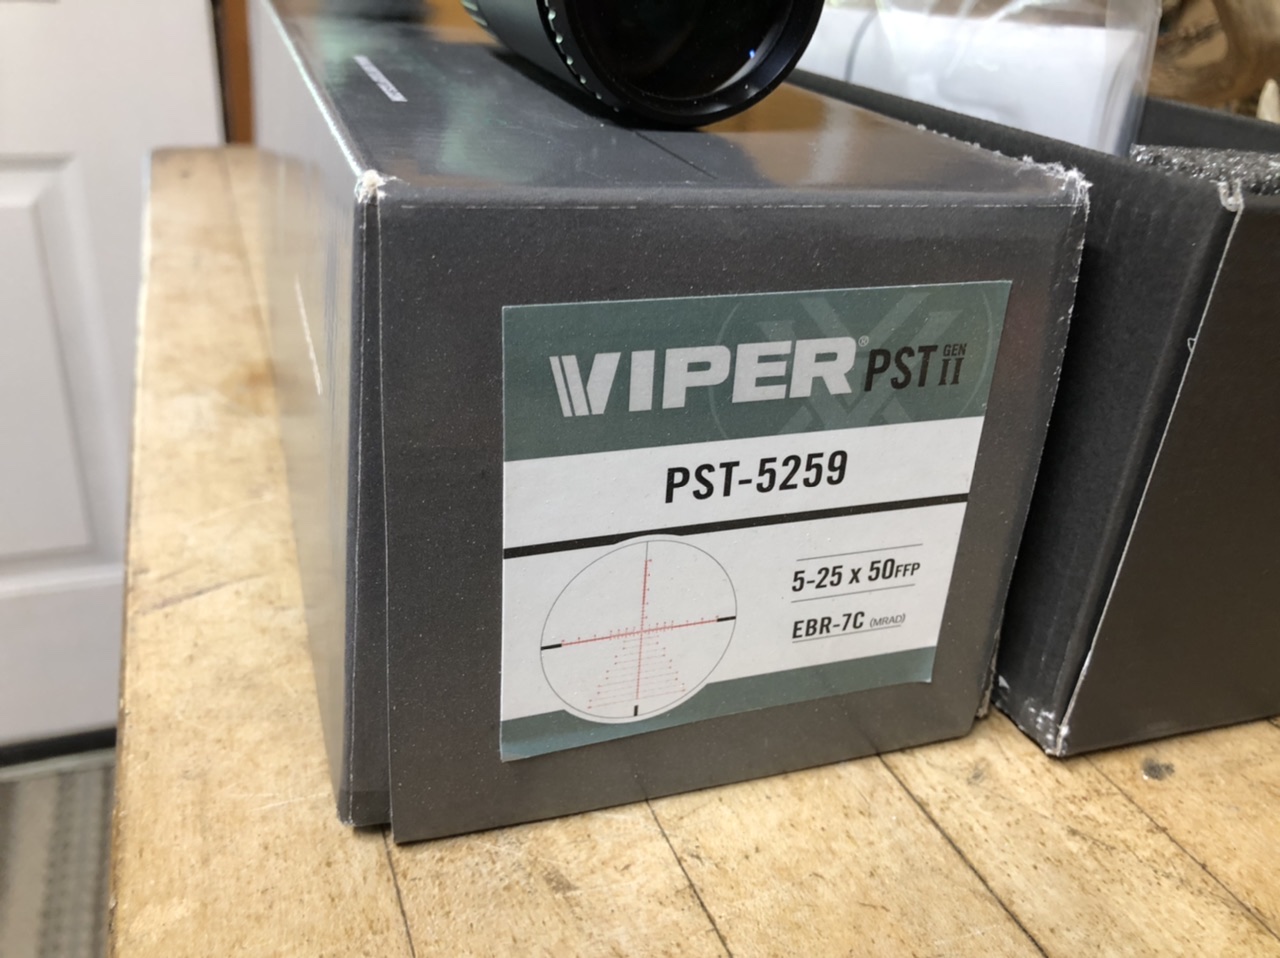 VIPER® PST GEN II
PST-5259
5-25 x 50FFP
EBR-7C (MRAD)